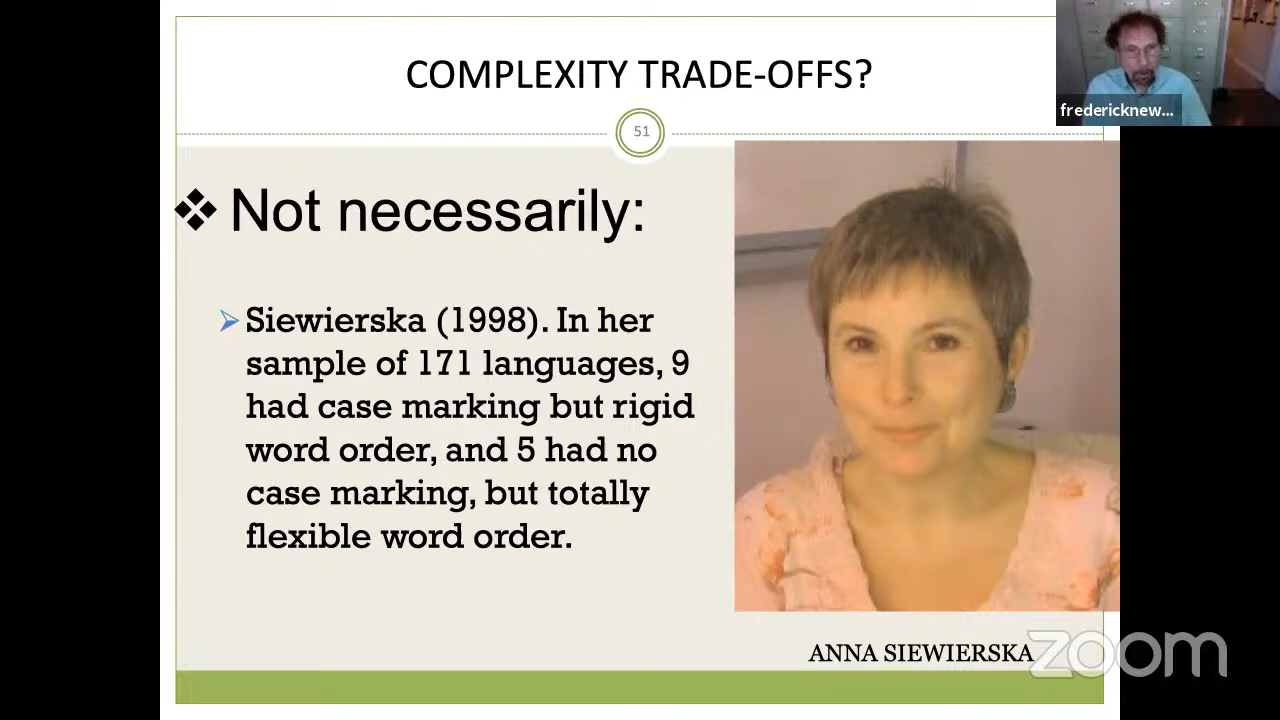 COMPLEXITY TRADE-OFFS?
fredericknew...
51
❖ Not necessarily:
➢ Siewierska (1998). In her
sample of 171 languages, 9
had case marking but rigid
word order, and 5 had no
case marking, but totally
flexible word order.
ANNA SIEWIERSKA
zoom